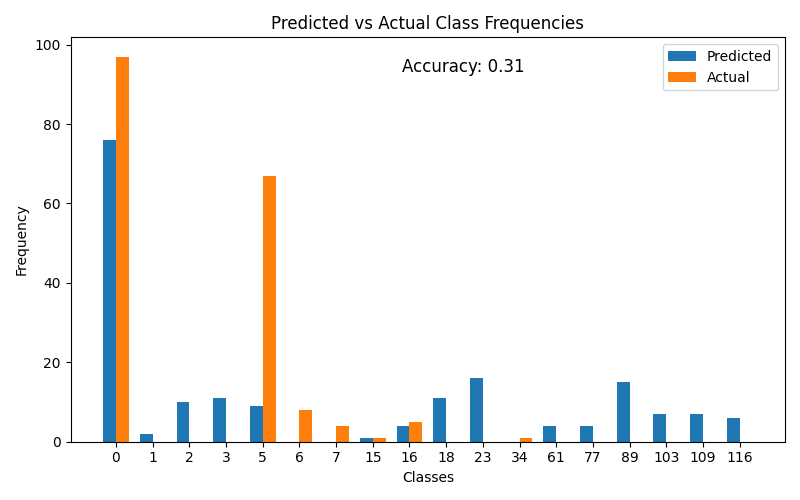 Predicted vs Actual Class Frequencies
Accuracy: 0.31
Predicted
Actual
Frequency
100
80
60
40
20
0
0 1 2 3 5 6 7 15 16 18 23 34 61 77 89 103 109 116
Classes